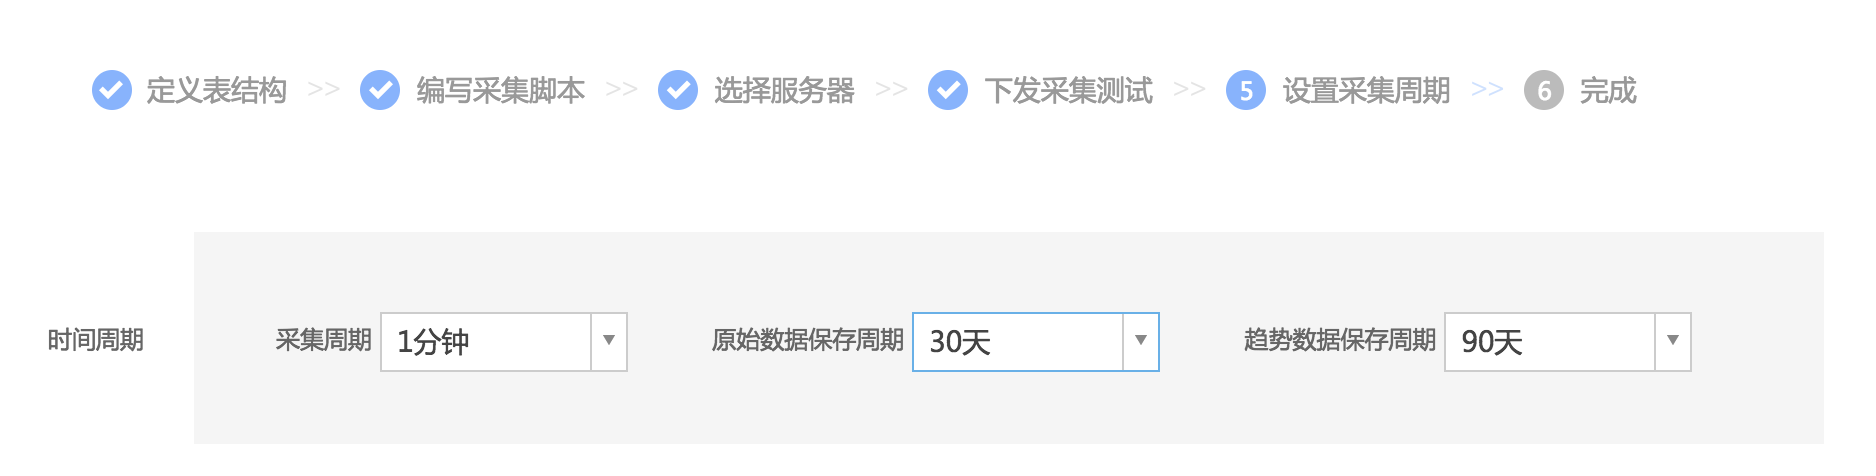 定义表结构 >> 编写采集脚本 >> 选择服务器 >> 下发采集测试 >> 5 设置采集周期 >> 6 完成
时间周期 采集周期 1分钟 原始数据保存周期 30天 趋势数据保存周期 90天